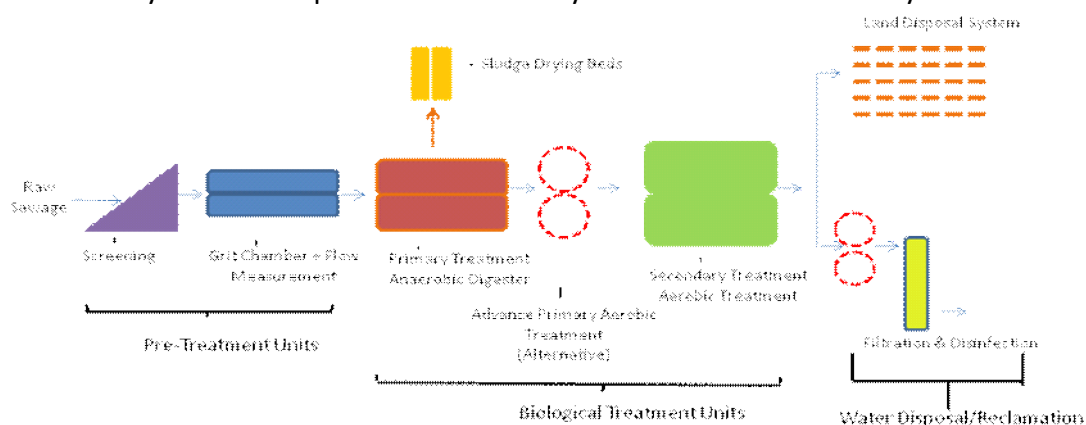 Land Disposal System
- Sludge Drying Beds
Raw
Sewage
Screening
Grit Chamber + Flow
Measurement
Primary Treatment
Anaerobic Digester
Secondary Treatment
Aerobic Treatment
Advance Primary Aerobic
Treatment
(Alternative)
Filtration & Disinfection
Pre-Treatment Units
Biological Treatment Units
Water Disposal/Reclamation